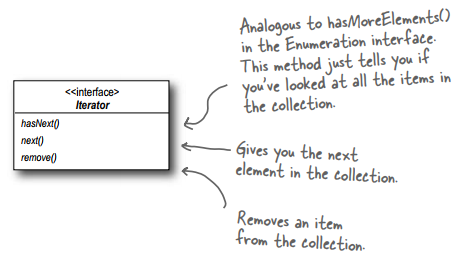 Analogous to hasMoreElements()
in the Enumeration interface.
This method just tells you if
you've looked at all the items in
the collection.
<<interface>
Iterator
hasNext()
next()
remove()
Gives you the next
element in the collection.
Removes an item
from the collection.